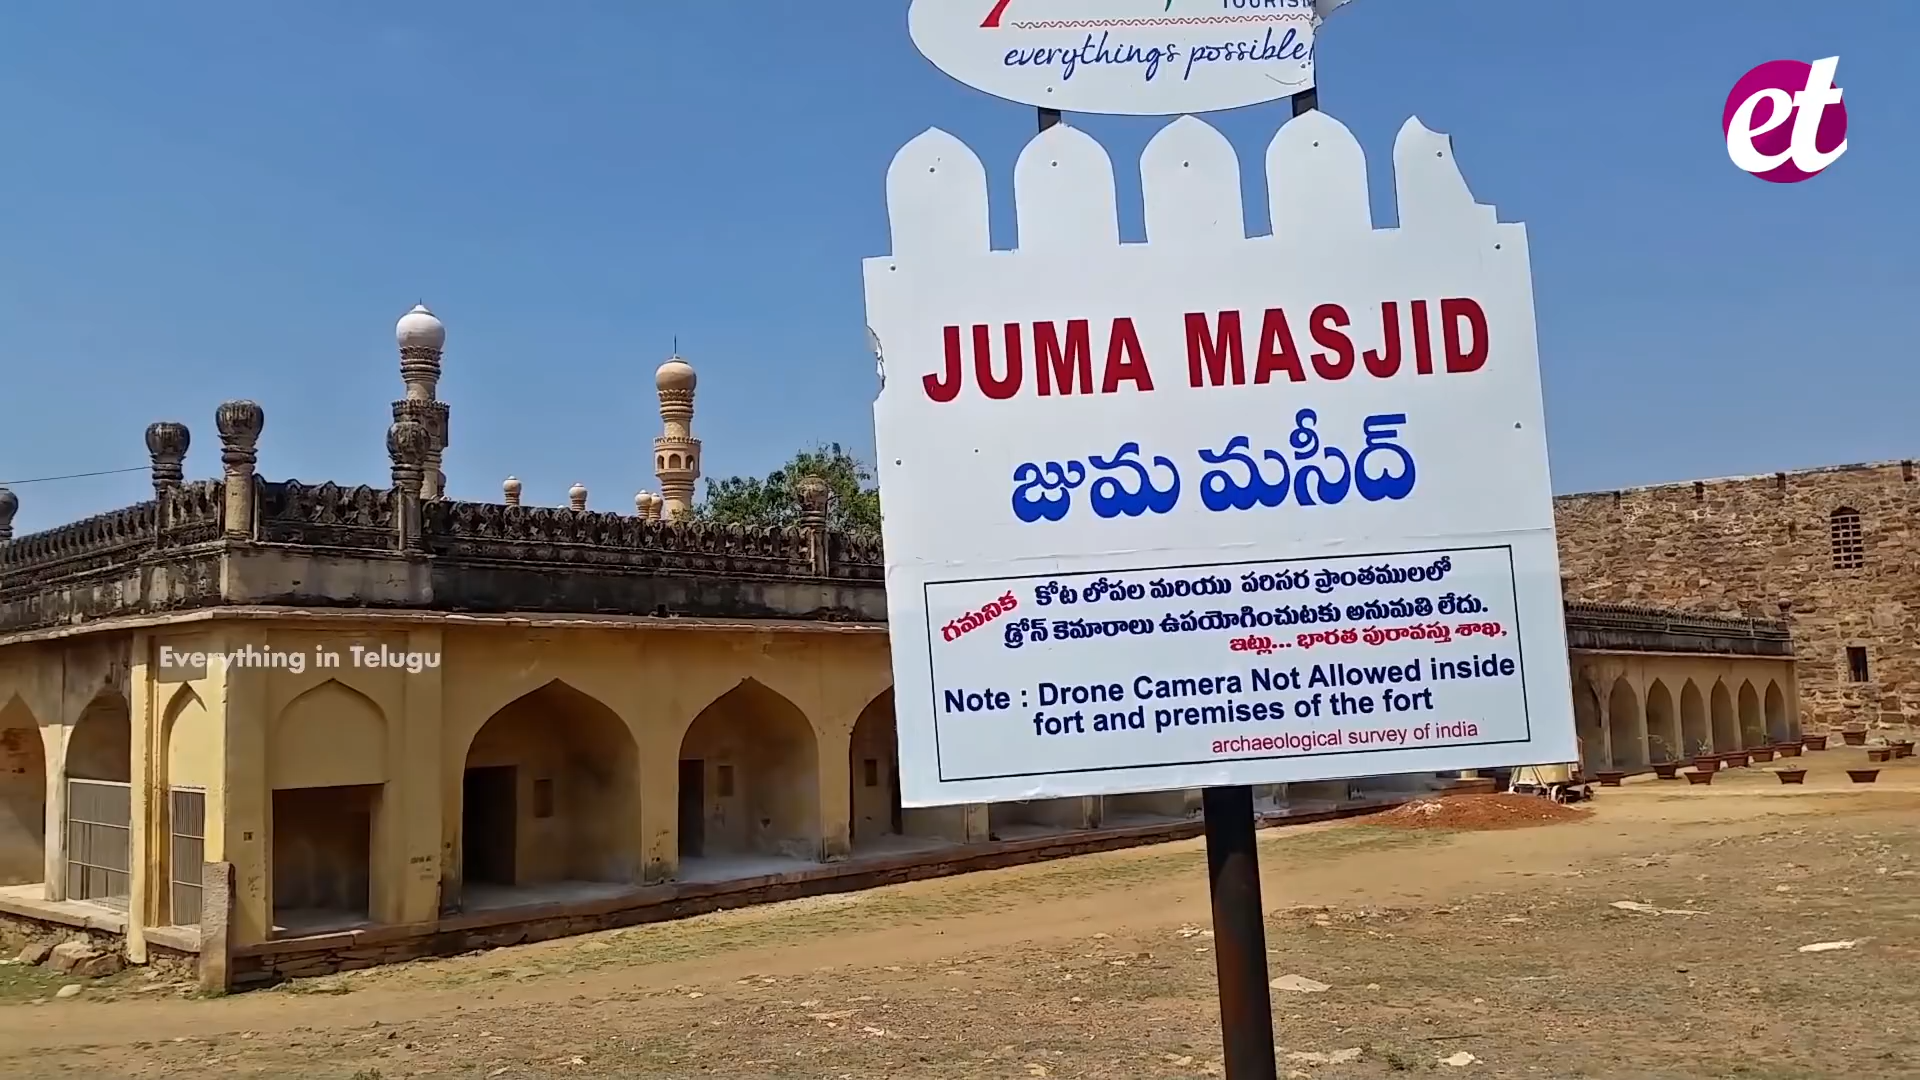 TOURISM
everythings possible!
et
JUMA MASJID
జుమ మసీద్
గమనిక కోట లోపల మరియు పరిసర ప్రాంతములలో
డ్రోన్ కెమారాలు ఉపయోగించుటకు అనుమతి లేదు.
ఇట్లు... భారత పురావస్తు శాఖ,
Everything in Telugu
Note : Drone Camera Not Allowed inside
fort and premises of the fort
archaeological survey of india